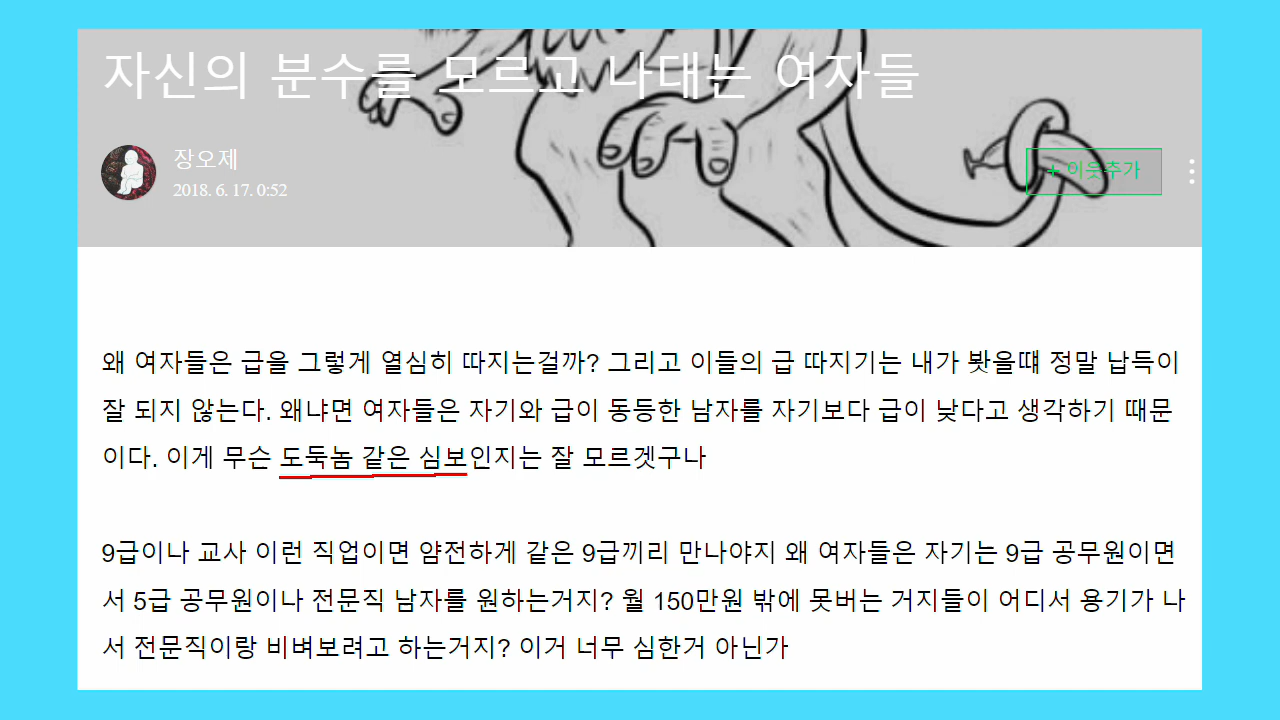 자신의 분수를 모르고 나대는 여자들
장오제
2018. 6. 17. 0:52
+ 이웃추가
왜 여자들은 급을 그렇게 열심히 따지는걸까? 그리고 이들의 급 따지기는 내가 봣을떄 정말 납득이
잘 되지 않는다. 왜냐면 여자들은 자기와 급이 동등한 남자를 자기보다 급이 낮다고 생각하기 때문
이다. 이게 무슨 도둑놈 같은 심보인지는 잘 모르겟구나
9급이나 교사 이런 직업이면 얌전하게 같은 9급끼리 만나야지 왜 여자들은 자기는 9급 공무원이면
서 5급 공무원이나 전문직 남자를 원하는거지? 월 150만원 밖에 못버는 거지들이 어디서 용기가 나
서 전문직이랑 비벼보려고 하는거지? 이거 너무 심한거 아닌가